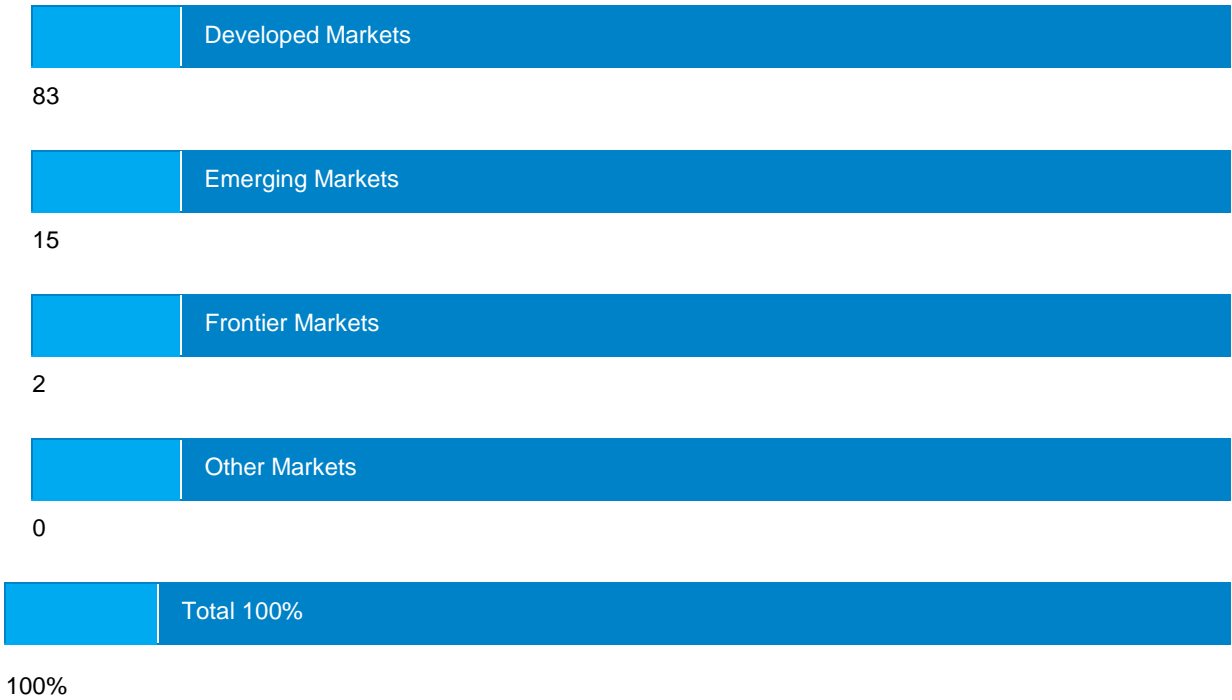 Developed Markets
83
Emerging Markets
15
Frontier Markets
2
Other Markets
0
Total 100%
100%